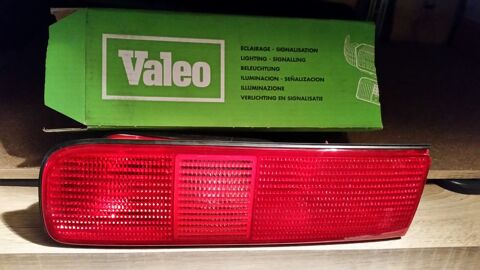 Valeo
ECLAIRAGE - SIGNALISATION
LIGHTING - SIGNALLING
BELEUCHTUNG
ILUMINACION - SEÑALIZACION
ILLUMINAZIONE
VERLICHTING EN SIGNALISATIE